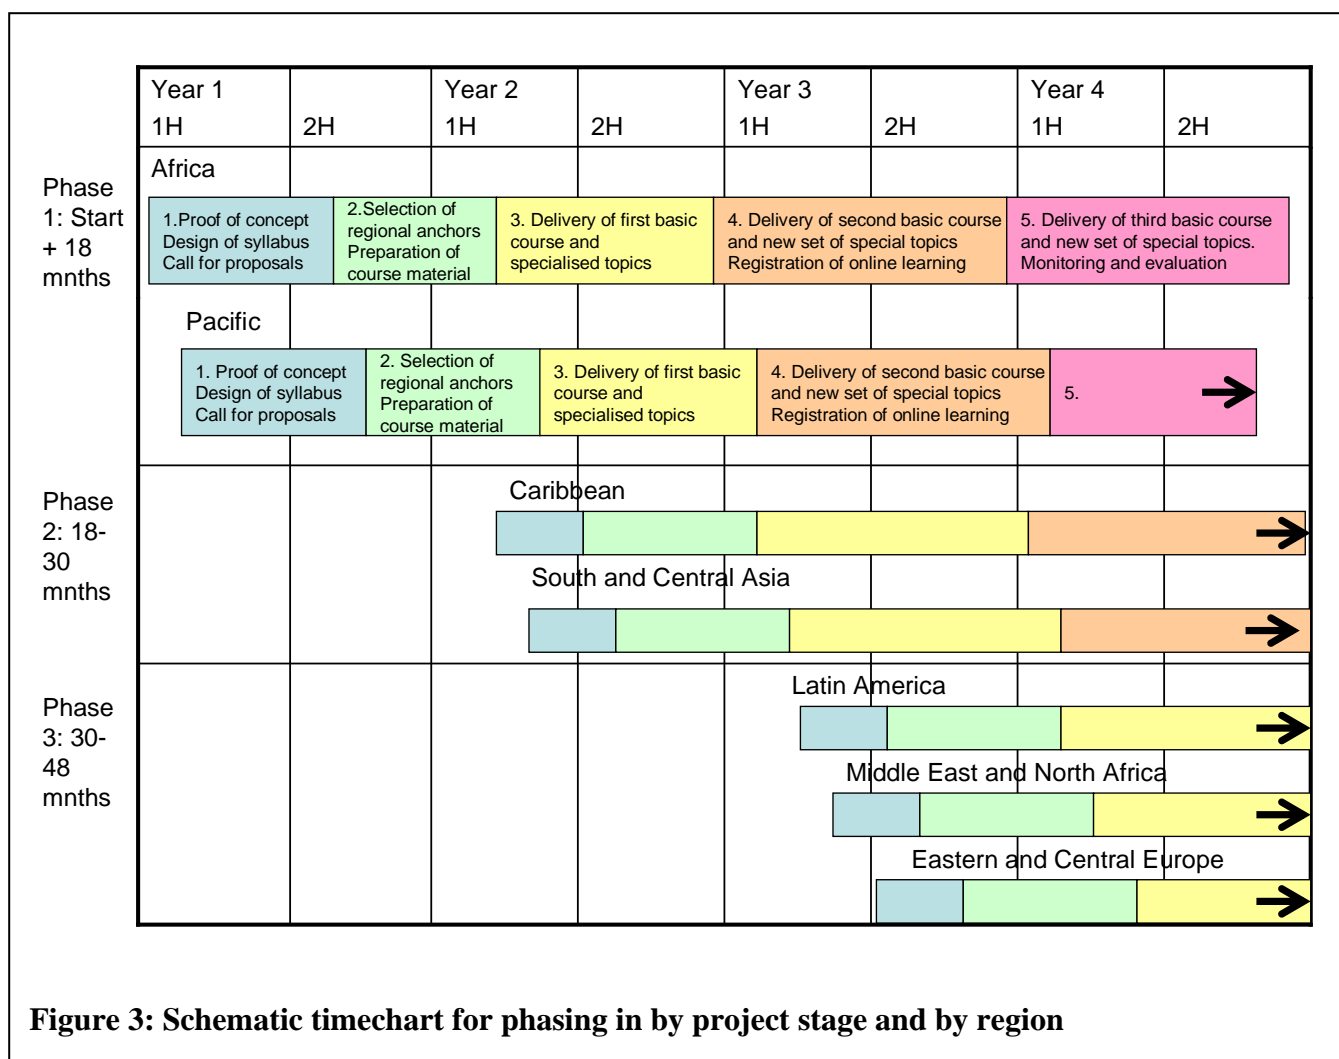 Year 1
Year 2
Year 3
Year 4
1H
2H
1H
2H
1H
2H
1H
2H
Phase
1: Start
+ 18
mnths
Africa
1.Proof of concept
Design of syllabus
Call for proposals
2.Selection of
regional anchors
Preparation of
course material
3. Delivery of first basic
course and
specialised topics
4. Delivery of second basic course
and new set of special topics
Registration of online learning
5. Delivery of third basic course
and new set of special topics.
Monitoring and evaluation
Pacific
1. Proof of concept
Design of syllabus
Call for proposals
2. Selection of
regional anchors
Preparation of
course material
3. Delivery of first basic
course and
specialised topics
4. Delivery of second basic course
and new set of special topics
Registration of online learning
5.
Phase
2: 18-
30
mnths
Caribbean
South and Central Asia
Phase
3: 30-
48
mnths
Latin America
Middle East and North Africa
Eastern and Central Europe
Figure 3: Schematic timechart for phasing in by project stage and by region